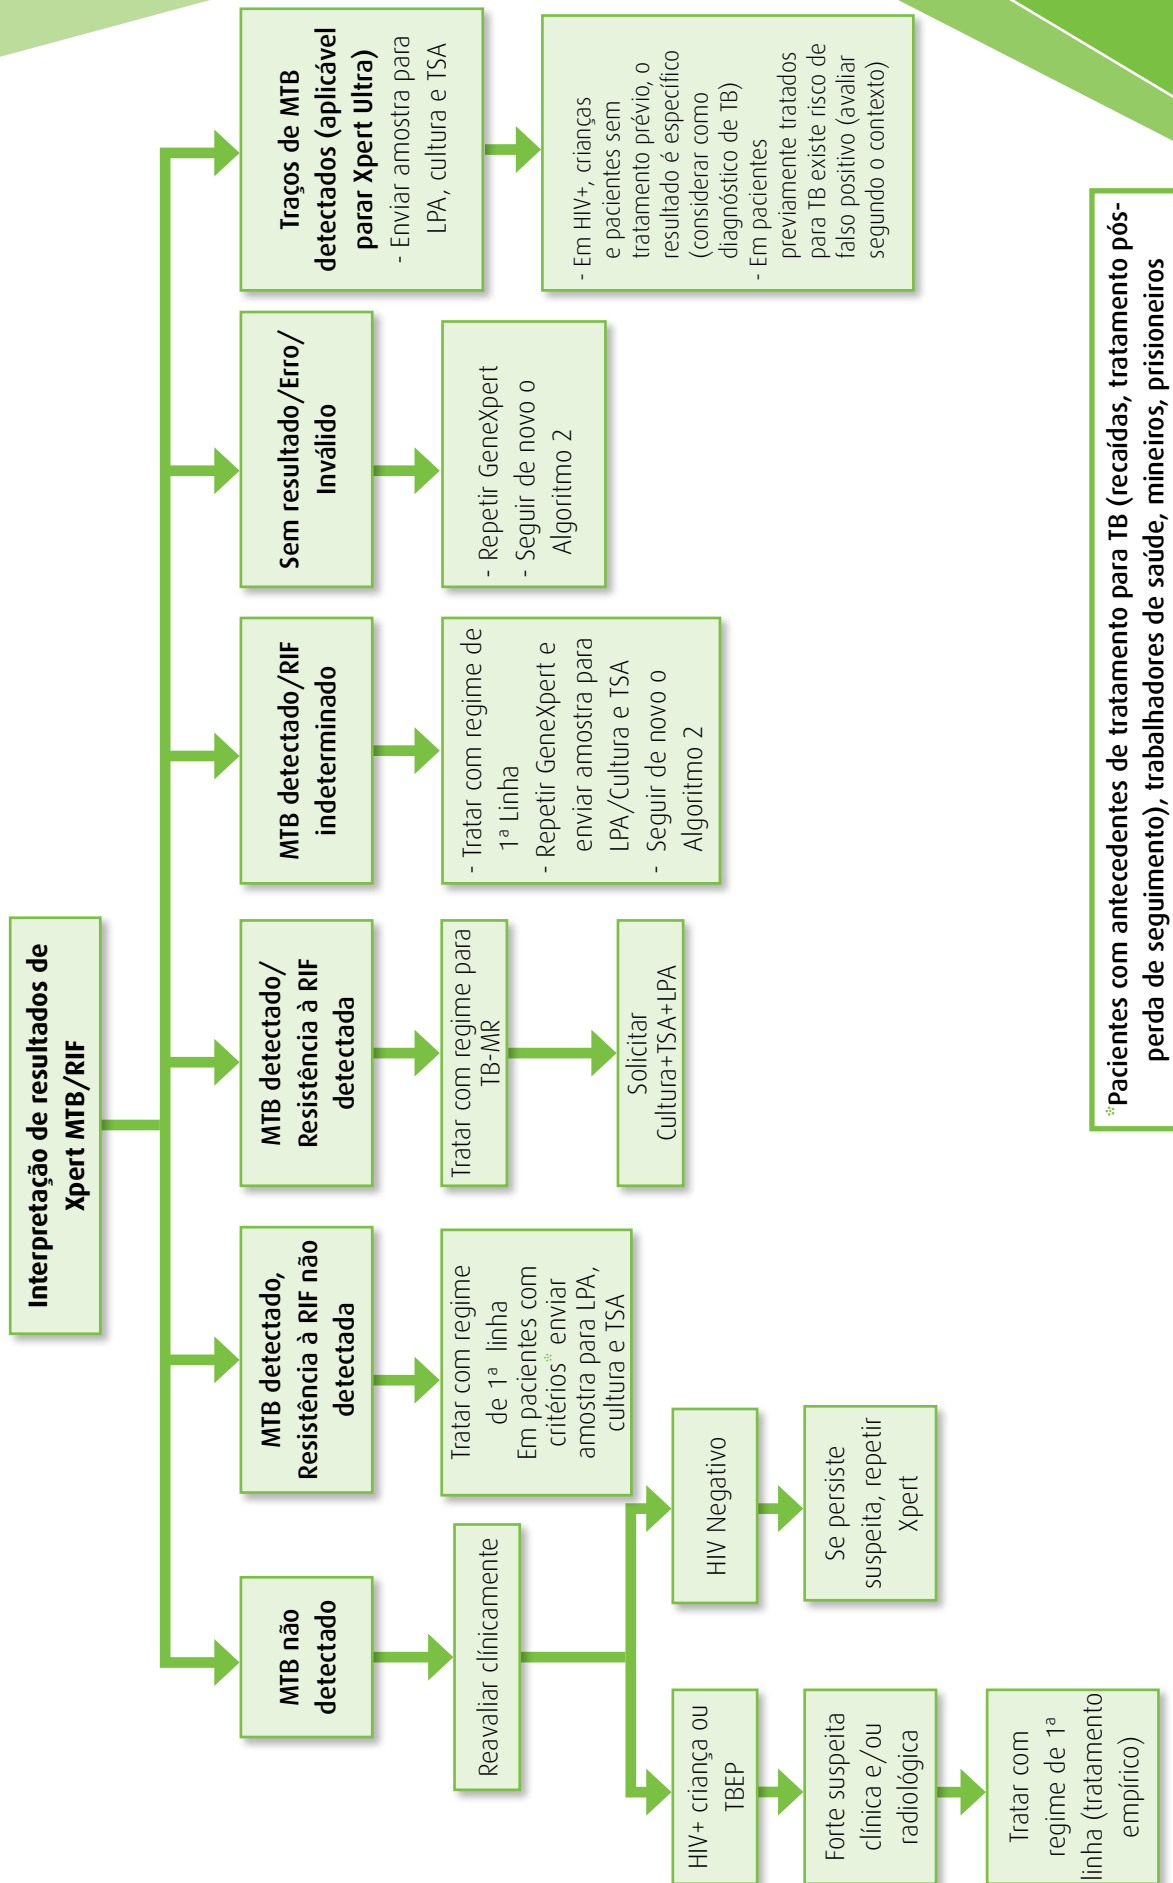 Interpretação de resultados de
Xpert MTB/RIF
MTB não
detectado
Reavaliar clínicamente
HIV+ criança ou
TBEP
Forte suspeita
clínica e/ou
radiológica
Tratar com
regime de 1ª
linha (tratamento
empírico)
HIV Negativo
Se persiste
suspeita, repetir
Xpert
MTB detectado,
Resistência à RIF não
detectada
Tratar com regime
de 1ª linha
Em pacientes com
critérios* enviar
amostra para LPA,
cultura e TSA
MTB detectado/
Resistência à RIF
detectada
Tratar com regime para
TB-MR
Solicitar
Cultura+TSA+LPA
MTB detectado/RIF
indeterminado
- Tratar com regime de
1ª Linha
- Repetir GeneXpert e
enviar amostra para
LPA/Cultura e TSA
- Seguir de novo o
Algoritmo 2
Sem resultado/Erro/
Inválido
- Repetir GeneXpert
- Seguir de novo o
Algoritmo 2
Traços de MTB
detectados (aplicável
parar Xpert Ultra)
- Enviar amostra para
LPA, cultura e TSA
- Em HIV+, crianças
e pacientes sem
tratamento prévio, o
resultado é específico
(considerar como
diagnóstico de TB)
- Em pacientes
previamente tratados
para TB existe risco de
falso positivo (avaliar
segundo o contexto)
*Pacientes com antecedentes de tratamento para TB (recaídas, tratamento pós-
perda de seguimento), trabalhadores de saúde, mineiros, prisioneiros